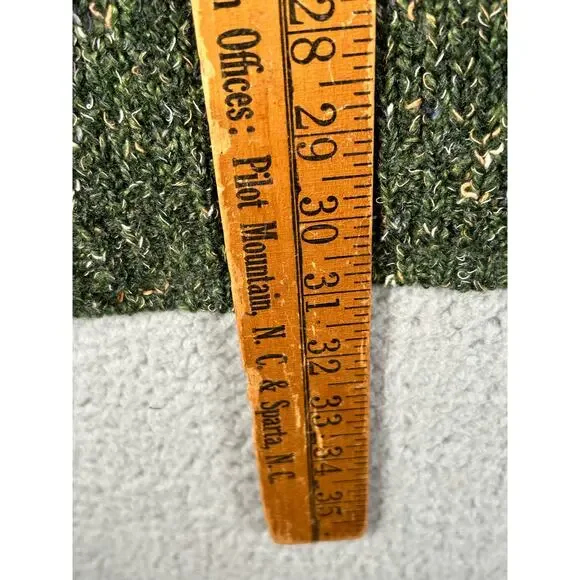 n Offices: Pilot Mountain, N. C. & Sparta, N.C.
28 29 30 31 32 33 34 35